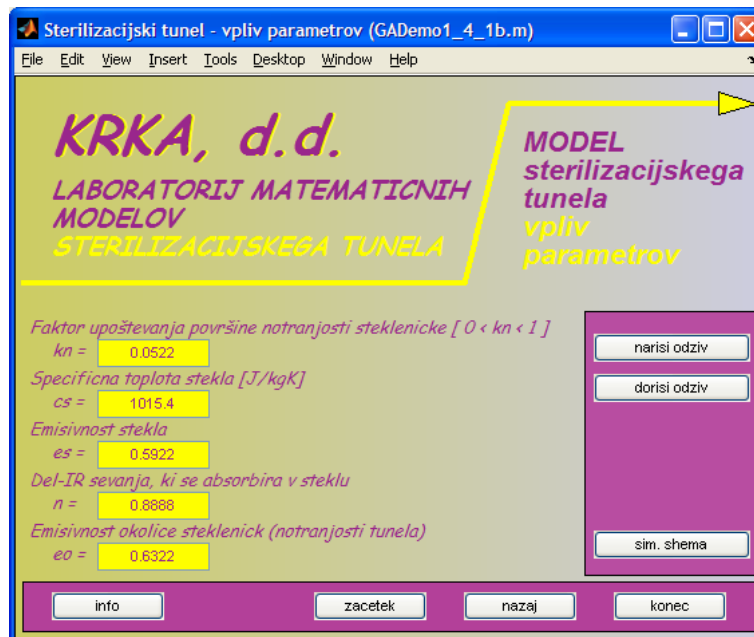 Sterilizacijski tunel - vpliv parametrov (GADemo1_4_1b.m)
File Edit View Insert Tools Desktop Window Help
KRKA, d.d.
LABORATORIJ MATEMATICNIH
MODELOV
STERILIZACIJSKEGA TUNELA
MODEL
sterilizacijskega
tunela
vpliv
parametrov
Faktor upoštevanja površine notranjosti steklenicke [ 0 < kn < 1 ]
kn = 0.0522
Specificna toplota stekla [J/kgK]
cs = 1015.4
Emisivnost stekla
es = 0.5922
Del-IR sevanja, ki se absorbira v steklu
n = 0.8888
Emisivnost okolice steklenick (notranjosti tunela)
eo = 0.6322
narisi odziv
dorisi odziv
sim. shema
info zacetek nazaj konec